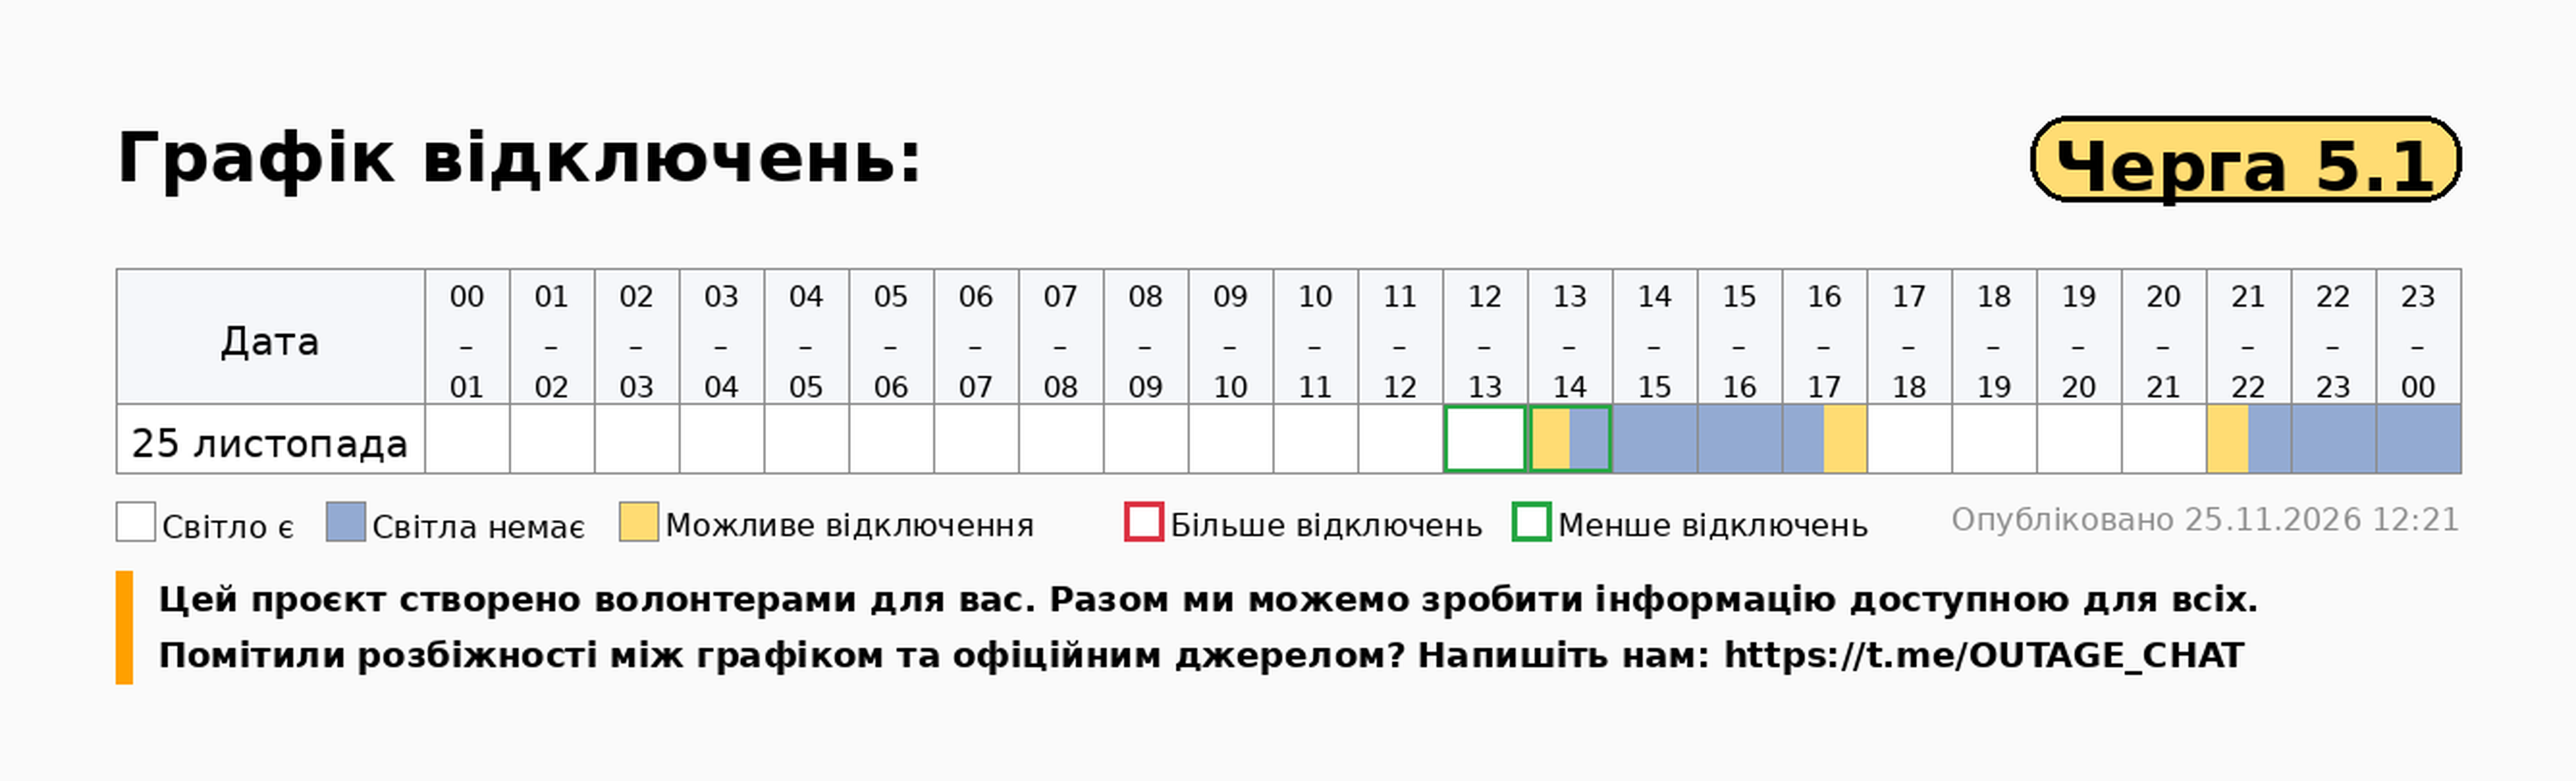 Графік відключень:
Черга 5.1
Дата
00 – 01
01 – 02
02 – 03
03 – 04
04 – 05
05 – 06
06 – 07
07 – 08
08 – 09
09 – 10
10 – 11
11 – 12
12 – 13
13 – 14
14 – 15
15 – 16
16 – 17
17 – 18
18 – 19
19 – 20
20 – 21
21 – 22
22 – 23
23 – 00
25 листопада
Світло є
Світла немає
Можливе відключення
Більше відключень
Менше відключень
Опубліковано 25.11.2026 12:21
Цей проєкт створено волонтерами для вас. Разом ми можемо зробити інформацію доступною для всіх.
Помітили розбіжності між графіком та офіційним джерелом? Напишіть нам: https://t.me/OUTAGE_CHAT